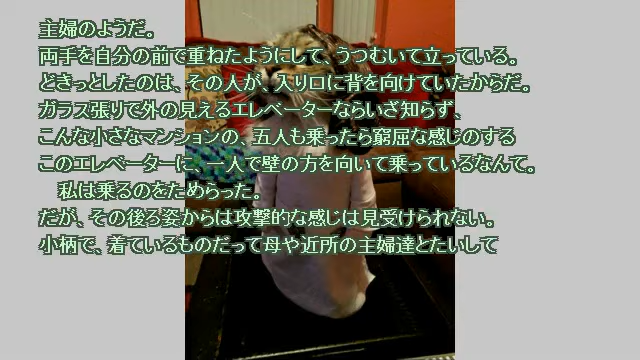 主婦のようだ。
両手を自分の前で重ねたようにして、うつむいて立っている。
どきっとしたのは、その人が、入り口に背を向けていたからだ。
ガラス張りで外の見えるエレベーターならいざ知らず、
こんな小さなマンションの、五人も乗ったら窮屈な感じのする
このエレベーターに、一人で壁の方を向いて乗っているなんて。
　私は乗るのをためらった。
だが、その後ろ姿からは攻撃的な感じは見受けられない。
小柄で、着ているものだって母や近所の主婦達とたいして